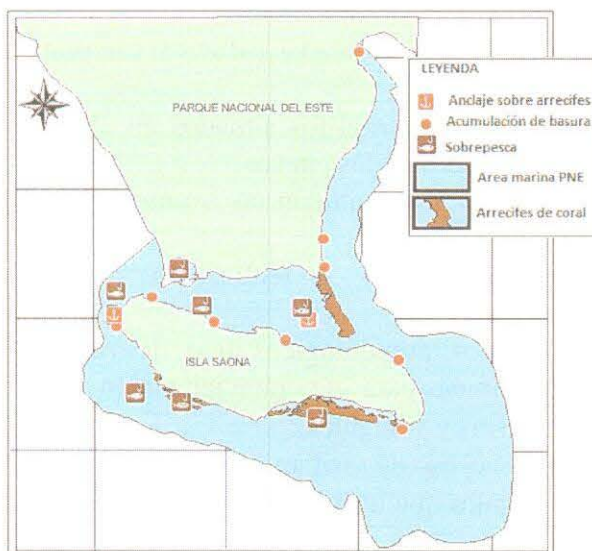 LEYENDA
Anclaje sobre arrecifes
Acumulación de basura
Sobrepesca
Area marina PNE
Arrecifes de coral
PARQUE NACIONAL DEL ESTE
ISLA SAONA